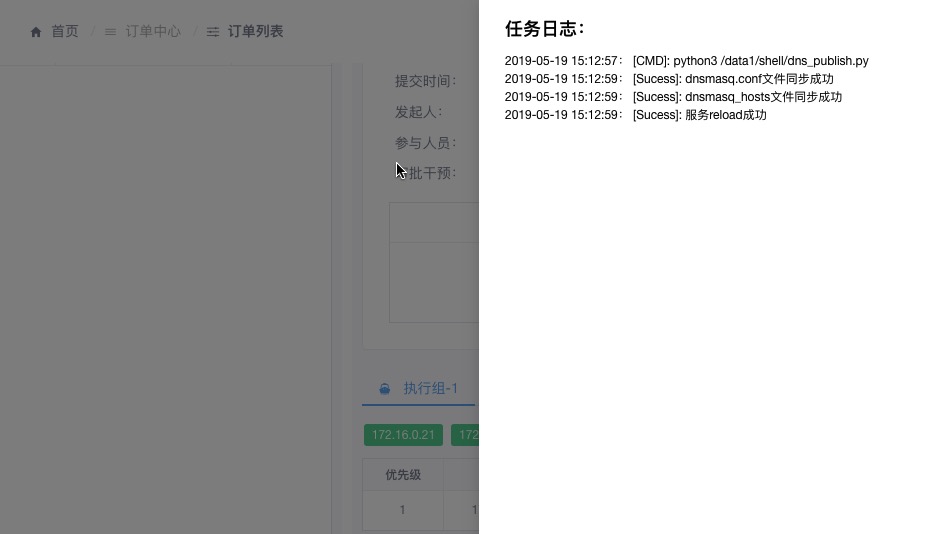 首页 / 订单中心 / 订单列表
提交时间：
发起人：
参与人员：
批干预：
执行组-1
172.16.0.21 172
优先级
1 1
任务日志：
2019-05-19 15:12:57： [CMD]: python3 /data1/shell/dns_publish.py
2019-05-19 15:12:59： [Sucess]: dnsmasq.conf文件同步成功
2019-05-19 15:12:59： [Sucess]: dnsmasq_hosts文件同步成功
2019-05-19 15:12:59： [Sucess]: 服务reload成功